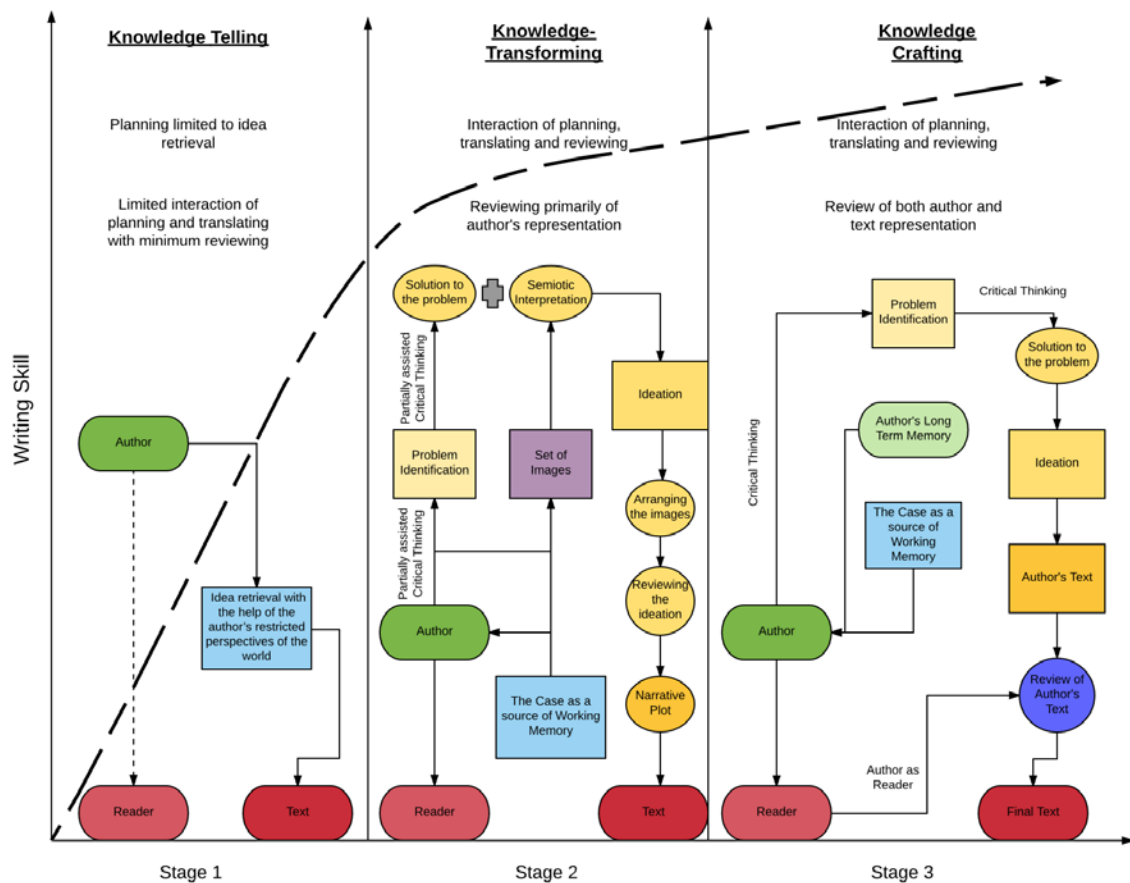 Knowledge Telling
Planning limited to idea
retrieval
Limited interaction of
planning and translating
with minimum reviewing
Author
Idea retrieval with
the help of the
author's restricted
perspectives of the
world
Reader
Text
Knowledge-
Transforming
Interaction of planning,
translating and reviewing
Reviewing primarily of
author's representation
Solution to
the problem
Semiotic
Interpretation
Partially assisted
Critical Thinking
Ideation
Problem
Identification
Set of
Images
Arranging
the images
Partially assisted
Critical Thinking
Reviewing
the
ideation
Author
The Case as a
source of Working
Memory
Narrative
Plot
Reader
Text
Knowledge
Crafting
Interaction of planning,
translating and reviewing
Review of both author and
text representation
Problem
Identification
Critical Thinking
Solution to
the problem
Author's Long
Term Memory
Ideation
Critical Thinking
The Case as a
source of
Working
Memory
Author's Text
Author
Review of
Author's
Text
Author as
Reader
Reader
Final Text
Writing Skill
Stage 1
Stage 2
Stage 3